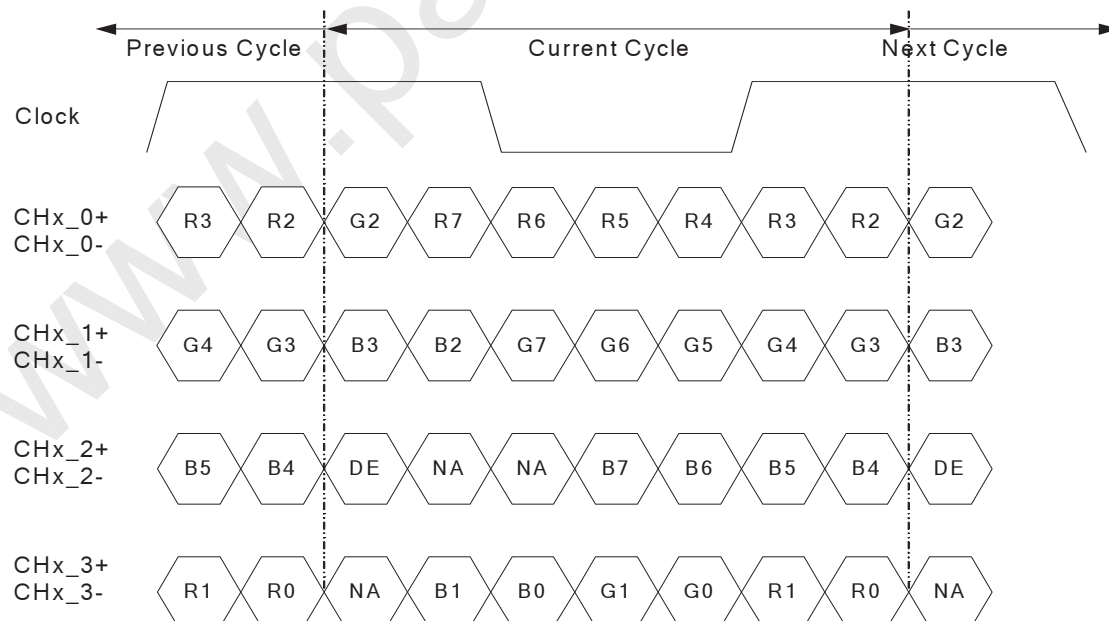 Previous Cycle Current Cycle Next Cycle
Clock
CHx_0+ R3 R2 G2 R7 R6 R5 R4 R3 R2 G2
CHx_0-
CHx_1+ G4 G3 B3 B2 G7 G6 G5 G4 G3 B3
CHx_1-
CHx_2+ B5 B4 DE NA NA B7 B6 B5 B4 DE
CHx_2-
CHx_3+ R1 R0 NA B1 B0 G1 G0 R1 R0 NA
CHx_3-
www.pa